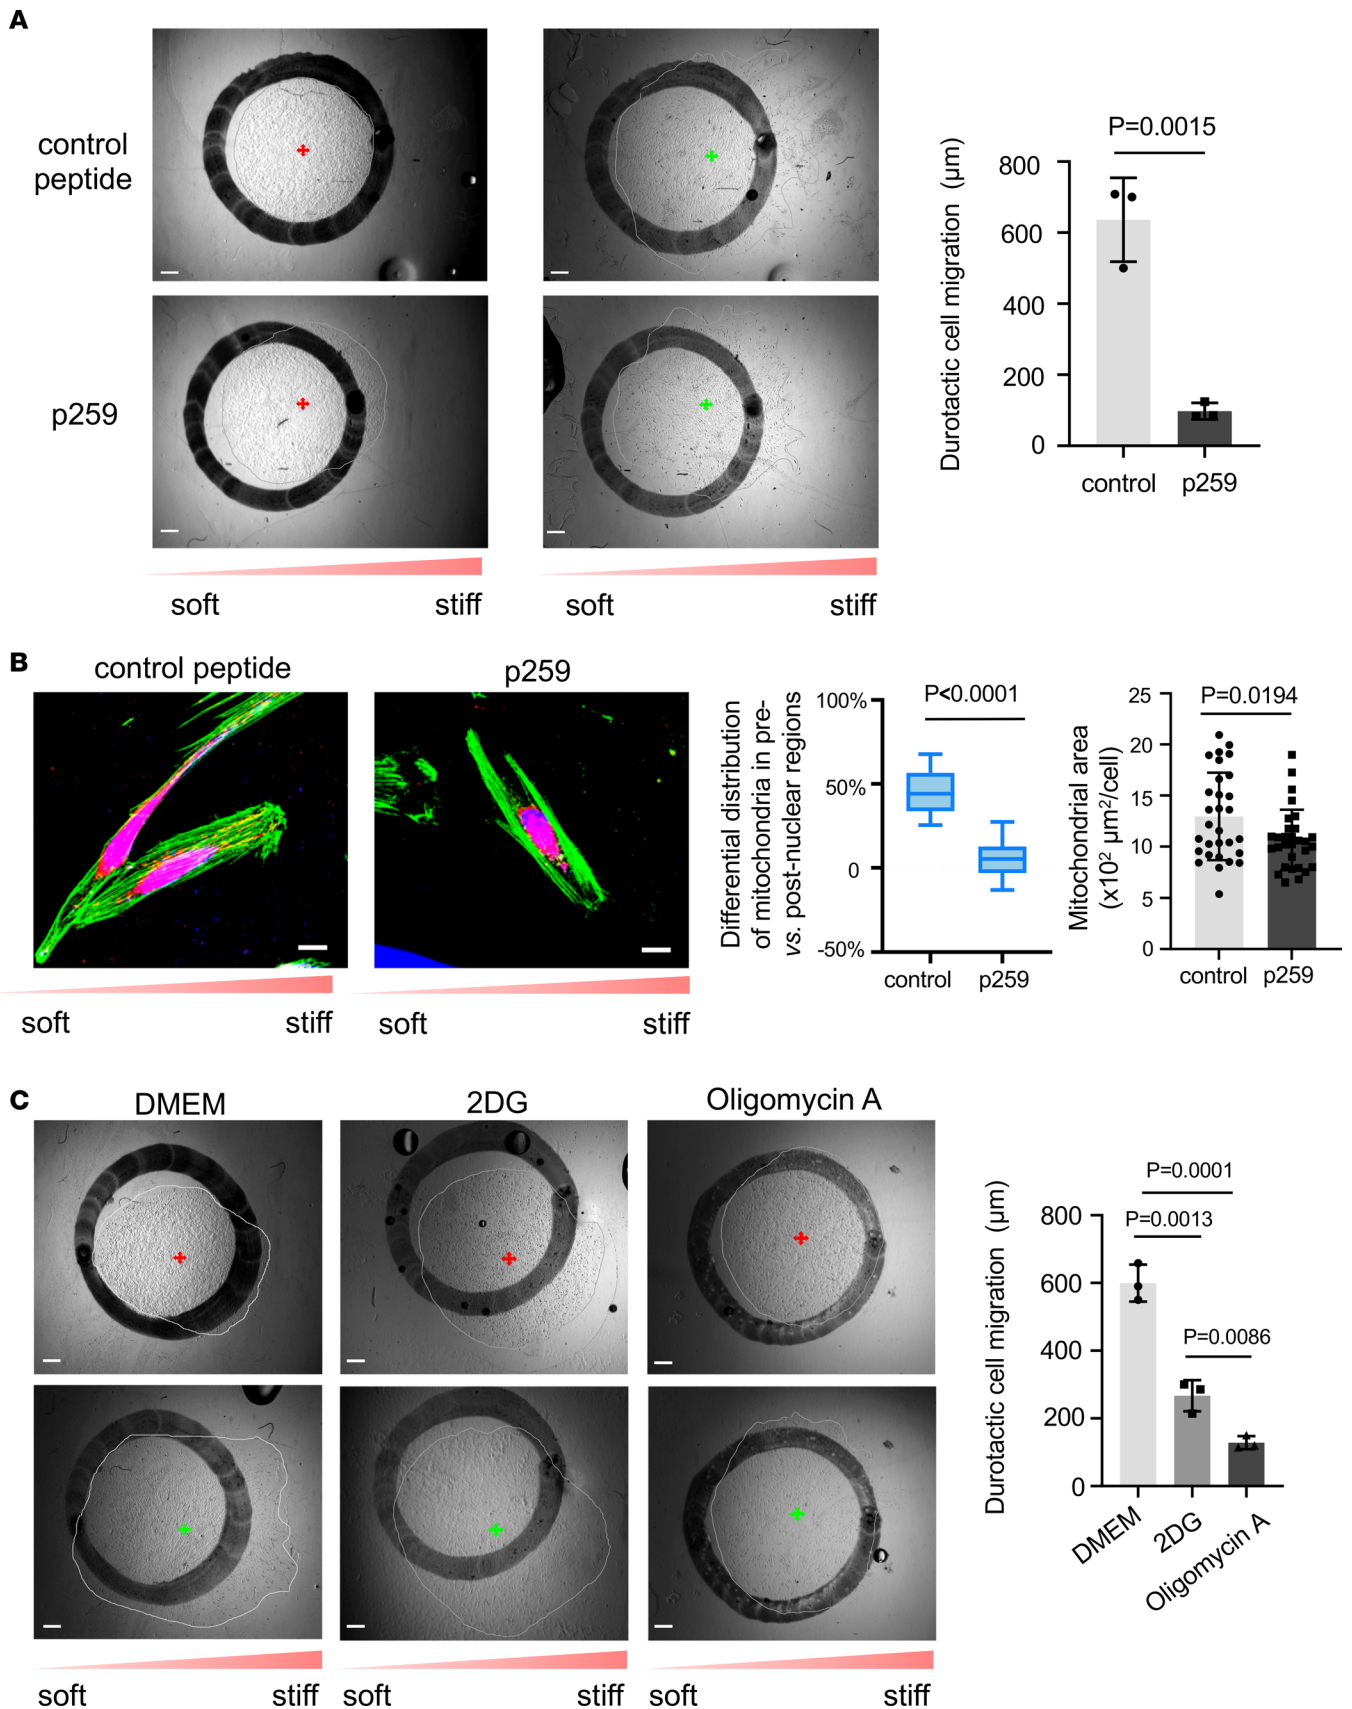 A
control
peptide
p259
soft
stiff
soft
stiff
P=0.0015
Durotactic cell migration (μm)
800
600
400
200
0
control
p259
B
control peptide
p259
soft
stiff
soft
stiff
Differential distribution
of mitochondria in pre-
vs. post-nuclear regions
100%
50%
0
-50%
P<0.0001
control
p259
Mitochondrial area
(x10² μm²/cell)
25
20
15
10
5
0
P=0.0194
control
p259
C
DMEM
2DG
Oligomycin A
soft
stiff
soft
stiff
soft
stiff
Durotactic cell migration (μm)
P=0.0001
P=0.0013
P=0.0086
800
600
400
200
0
DMEM
2DG
Oligomycin A